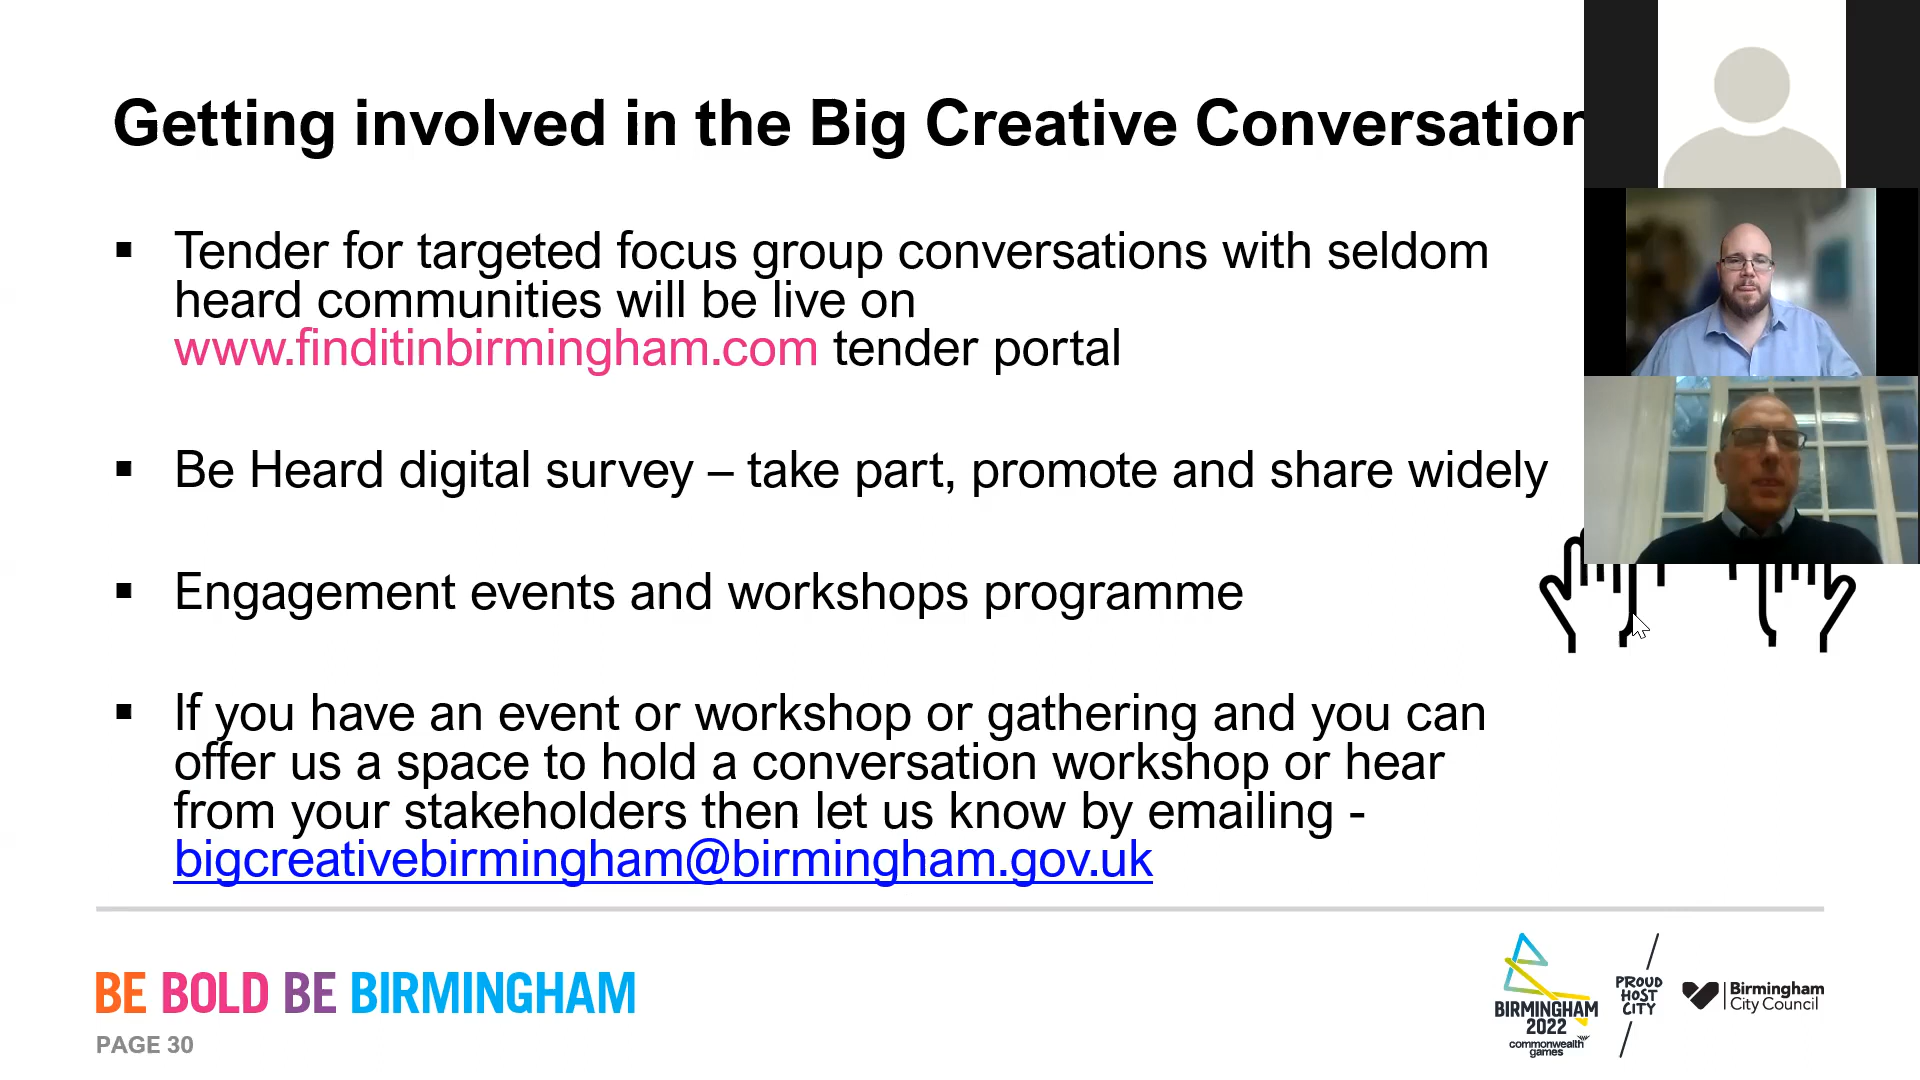 Getting involved in the Big Creative Conversation
▪ Tender for targeted focus group conversations with seldom
heard communities will be live on
www.finditinbirmingham.com tender portal
▪ Be Heard digital survey – take part, promote and share widely
▪ Engagement events and workshops programme
▪ If you have an event or workshop or gathering and you can
offer us a space to hold a conversation workshop or hear
from your stakeholders then let us know by emailing -
bigcreativebirmingham@birmingham.gov.uk
BE BOLD BE BIRMINGHAM
PAGE 30
BIRMINGHAM
2022
commonwealth
games
PROUD
HOST
CITY
Birmingham
City Council